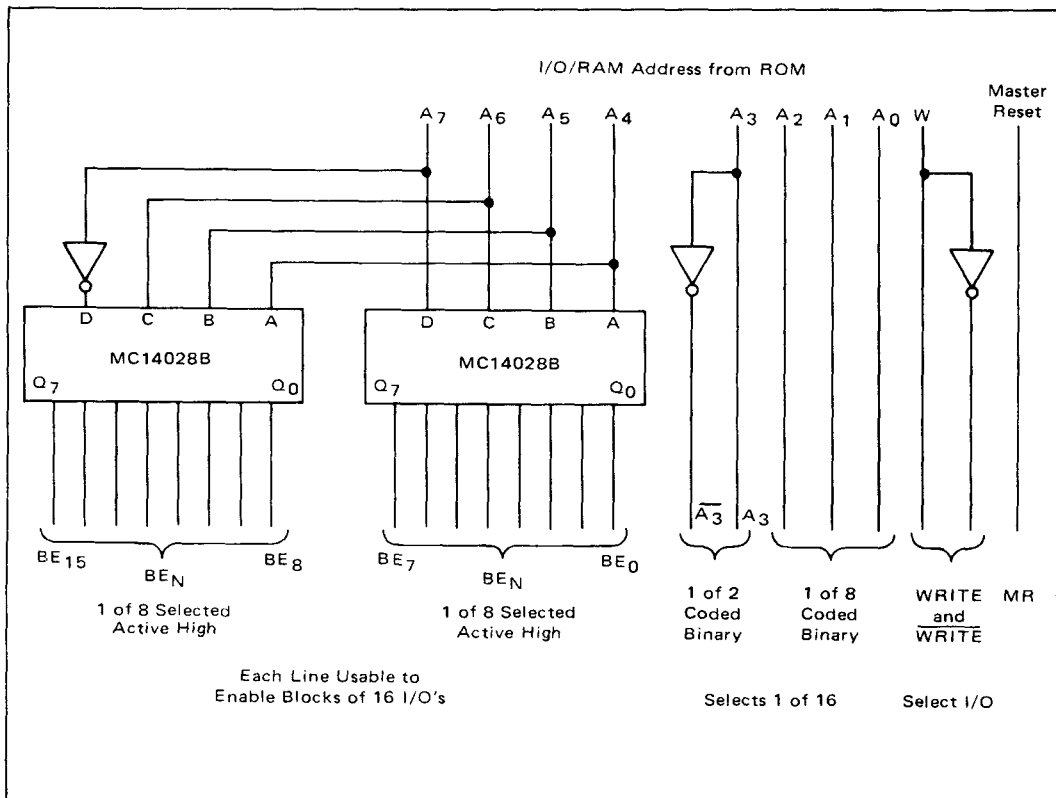 I/O/RAM Address from ROM
Master
Reset
A7 A6 A5 A4 A3 A2 A1 A0 W
D C B A
MC14028B
Q7 Q0
D C B A
MC14028B
Q7 Q0
A3 A3
BE15 BEN BE8
BE7 BEN BE0
1 of 8 Selected
Active High
1 of 8 Selected
Active High
1 of 2
Coded
Binary
1 of 8
Coded
Binary
WRITE
and
WRITE
MR
Each Line Usable to
Enable Blocks of 16 I/O's
Selects 1 of 16
Select I/O